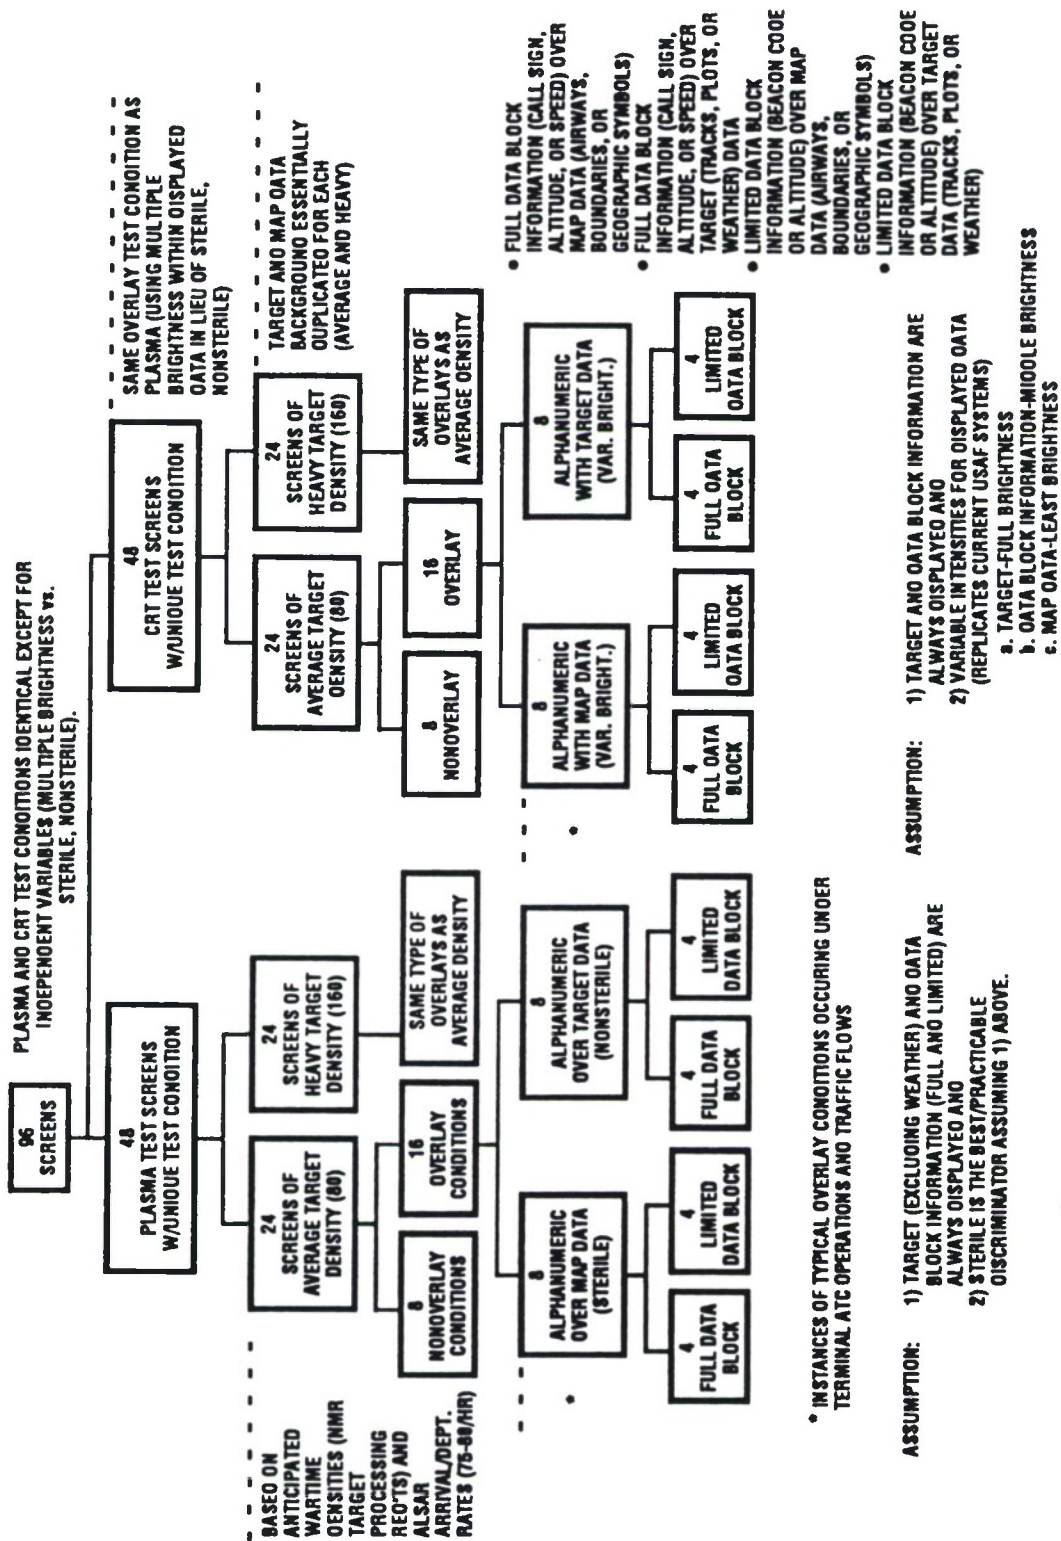 96
SCREENS
PLASMA AND CRT TEST CONDITIONS IDENTICAL EXCEPT FOR
INDEPENDENT VARIABLES (MULTIPLE BRIGHTNESS vs.
STERILE, NONSTERILE).
48
PLASMA TEST SCREENS
W/UNIQUE TEST CONDITION
48
CRT TEST SCREENS
W/UNIQUE TEST CONDITION
SAME OVERLAY TEST CONDITION AS
PLASMA (USING MULTIPLE
BRIGHTNESS WITHIN DISPLAYED
DATA IN LIEU OF STERILE,
NONSTERILE)
BASED ON
ANTICIPATED
WARTIME
DENSITIES (NMR
TARGET
PROCESSING
REQ'TS) AND
ALSAR
ARRIVAL/DEPT.
RATES (75-80/HR)
24
SCREENS OF
AVERAGE TARGET
DENSITY (80)
24
SCREENS OF
HEAVY TARGET
DENSITY (160)
24
SCREENS OF
AVERAGE TARGET
DENSITY (80)
24
SCREENS OF
HEAVY TARGET
DENSITY (160)
TARGET AND MAP DATA
BACKGROUND ESSENTIALLY
DUPLICATED FOR EACH
(AVERAGE AND HEAVY)
8
NONOVERLAY
CONDITIONS
16
OVERLAY
CONDITIONS
SAME TYPE OF
OVERLAYS AS
AVERAGE DENSITY
8
NONOVERLAY
16
OVERLAY
SAME TYPE OF
OVERLAYS AS
AVERAGE DENSITY
*
8
ALPHANUMERIC
OVER MAP DATA
(STERILE)
8
ALPHANUMERIC
OVER TARGET DATA
(NONSTERILE)
*
8
ALPHANUMERIC
WITH MAP DATA
(VAR. BRIGHT.)
8
ALPHANUMERIC
WITH TARGET DATA
(VAR. BRIGHT.)
4
FULL DATA
BLOCK
4
LIMITED
DATA BLOCK
4
FULL DATA
BLOCK
4
LIMITED
DATA BLOCK
4
FULL DATA
BLOCK
4
LIMITED
DATA BLOCK
4
FULL DATA
BLOCK
4
LIMITED
DATA BLOCK
• FULL DATA BLOCK
INFORMATION (CALL SIGN,
ALTITUDE, OR SPEED) OVER
MAP DATA (AIRWAYS,
BOUNDARIES, OR
GEOGRAPHIC SYMBOLS)
• FULL DATA BLOCK
INFORMATION (CALL SIGN,
ALTITUDE, OR SPEED) OVER
TARGET (TRACKS, PLOTS, OR
WEATHER) DATA
• LIMITED DATA BLOCK
INFORMATION (BEACON CODE
OR ALTITUDE) OVER MAP
DATA (AIRWAYS,
BOUNDARIES, OR
GEOGRAPHIC SYMBOLS)
• LIMITED DATA BLOCK
INFORMATION (BEACON CODE
OR ALTITUDE) OVER TARGET
DATA (TRACKS, PLOTS, OR
WEATHER)
* INSTANCES OF TYPICAL OVERLAY CONDITIONS OCCURING UNDER
TERMINAL ATC OPERATIONS AND TRAFFIC FLOWS
ASSUMPTION: 1) TARGET (EXCLUDING WEATHER) AND DATA
BLOCK INFORMATION (FULL AND LIMITED) ARE
ALWAYS DISPLAYED AND
2) STERILE IS THE BEST/PRACTICABLE
DISCRIMINATOR ASSUMING 1) ABOVE.
ASSUMPTION: 1) TARGET AND DATA BLOCK INFORMATION ARE
ALWAYS DISPLAYED AND
2) VARIABLE INTENSITIES FOR DISPLAYED DATA
(REPLICATES CURRENT USAF SYSTEMS)
a. TARGET-FULL BRIGHTNESS
b. DATA BLOCK INFORMATION-MIDDLE BRIGHTNESS
c. MAP DATA-LEAST BRIGHTNESS